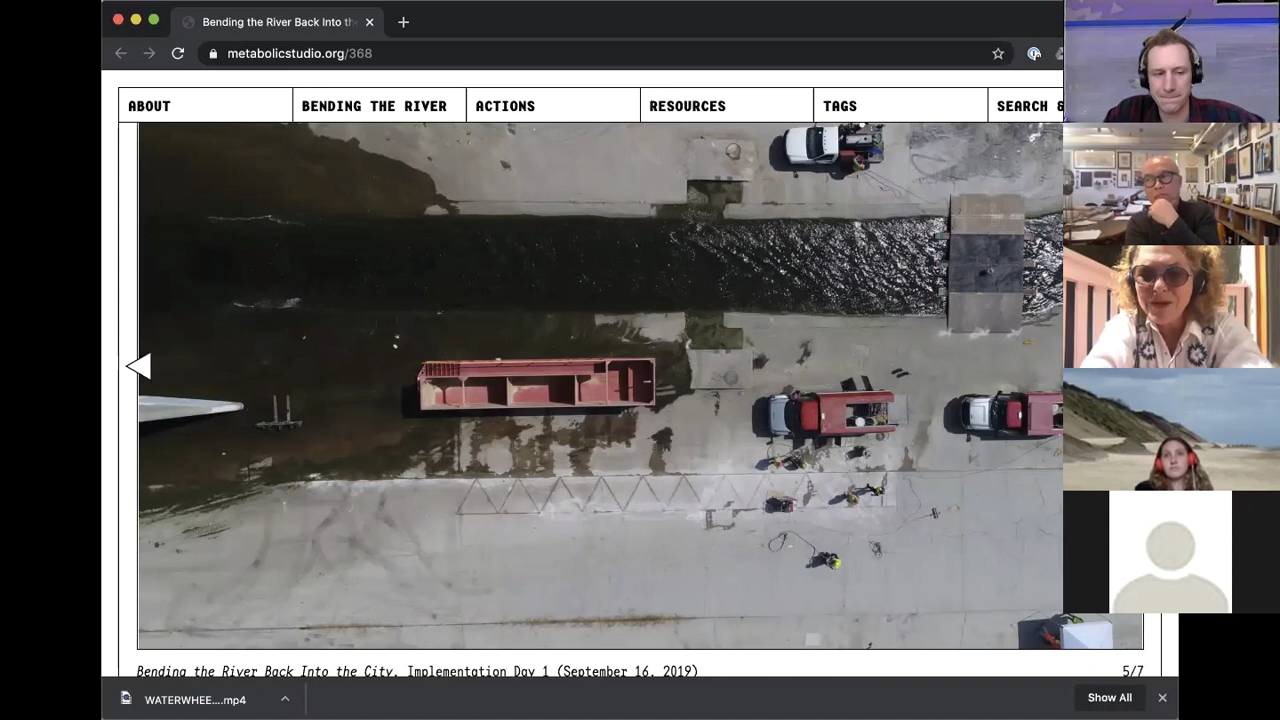 Bending the River Back Into th
metabolicstudio.org/368
ABOUT
BENDING THE RIVER
ACTIONS
RESOURCES
TAGS
SEARCH &
Bending the River Back Into the City, Implementation Day 1 (September 16, 2019)
5/7
WATERWHEE....mp4
Show All